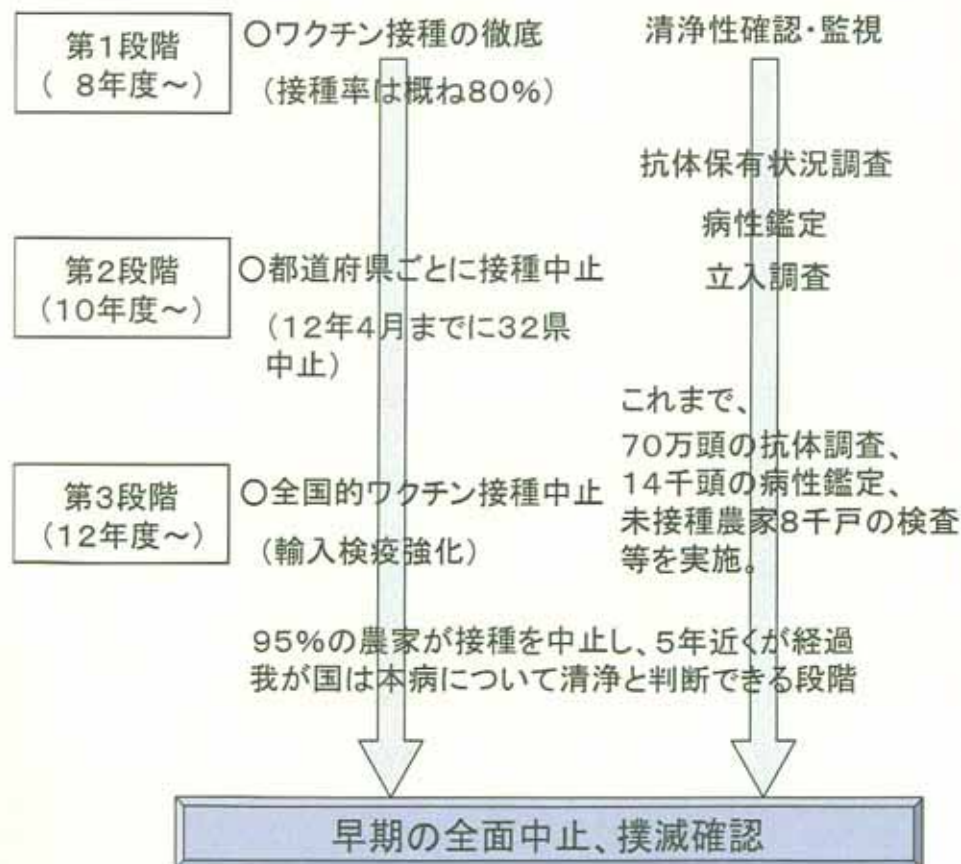 第1段階
( 8年度～)
○ワクチン接種の徹底
(接種率は概ね80%)
清浄性確認・監視
抗体保有状況調査
病性鑑定
立入調査
第2段階
(10年度～)
○都道府県ごとに接種中止
(12年4月までに32県
中止)
これまで、
70万頭の抗体調査、
14千頭の病性鑑定、
未接種農家8千戸の検査
等を実施。
第3段階
(12年度～)
○全国的ワクチン接種中止
(輸入検疫強化)
95%の農家が接種を中止し、5年近くが経過
我が国は本病について清浄と判断できる段階
早期の全面中止、撲滅確認